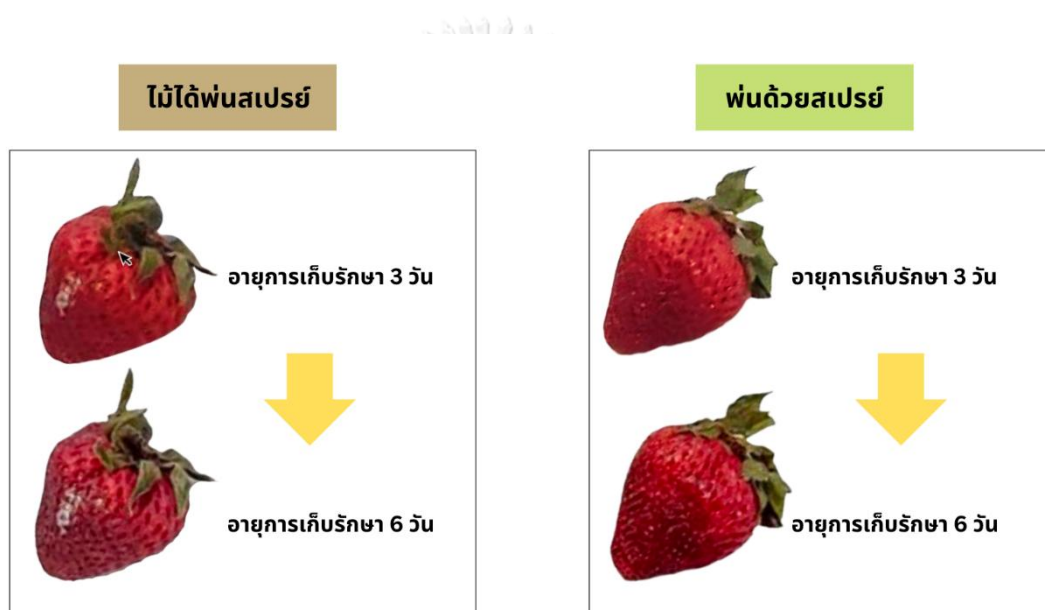 ไม้ได้พ่นสเปรย์
พ่นด้วยสเปรย์
อายุการเก็บรักษา 3 วัน
อายุการเก็บรักษา 3 วัน
อายุการเก็บรักษา 6 วัน
อายุการเก็บรักษา 6 วัน